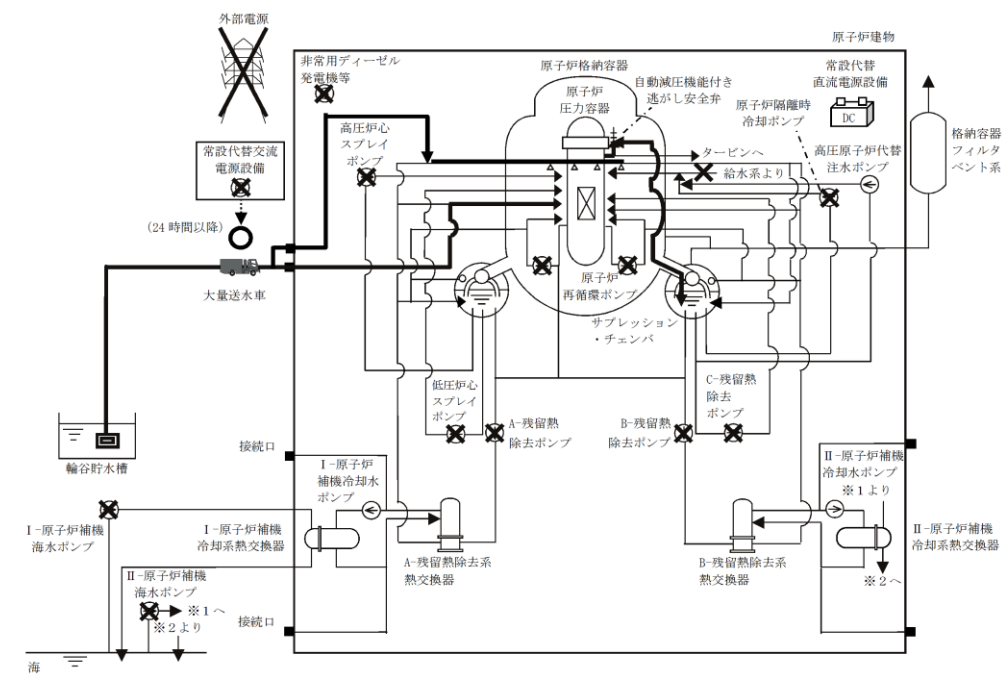 外部電源
原子炉建物
非常用ディーゼル
発電機等
原子炉格納容器
原子炉
圧力容器
自動減圧機能付き
逃がし安全弁
常設代替
直流電源設備
DC
原子炉隔離時
冷却ポンプ
高圧炉心
スプレイ
ポンプ
常設代替交流
電源設備
タービンへ
給水系より
高圧原子炉代替
注水ポンプ
格納容器
フィルタ
ベント系
(24時間以降)
大量送水車
原子炉
再循環ポンプ
サプレッション
・チェンバ
低圧炉心
スプレイ
ポンプ
A-残留熱
除去ポンプ
B-残留熱
除去ポンプ
C-残留熱
除去
ポンプ
輪谷貯水槽
接続口
Ⅰ-原子炉
補機冷却水
ポンプ
Ⅱ-原子炉補機
冷却水ポンプ
※1より
Ⅰ-原子炉補機
海水ポンプ
Ⅰ-原子炉補機
冷却系熱交換器
A-残留熱除去系
熱交換器
B-残留熱除去系
熱交換器
Ⅱ-原子炉補機
冷却系熱交換器
※2へ
Ⅱ-原子炉補機
海水ポンプ
※1へ
※2より
接続口
海